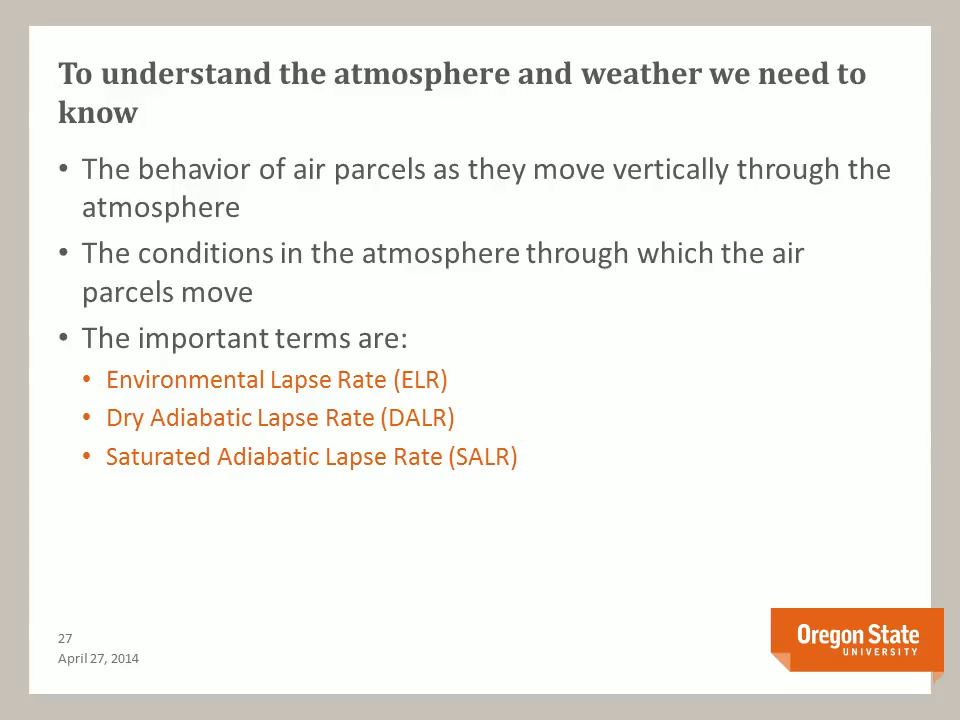 To understand the atmosphere and weather we need to
know
• The behavior of air parcels as they move vertically through the
atmosphere
• The conditions in the atmosphere through which the air
parcels move
• The important terms are:
• Environmental Lapse Rate (ELR)
• Dry Adiabatic Lapse Rate (DALR)
• Saturated Adiabatic Lapse Rate (SALR)
27
April 27, 2014
Oregon State
UNIVERSITY